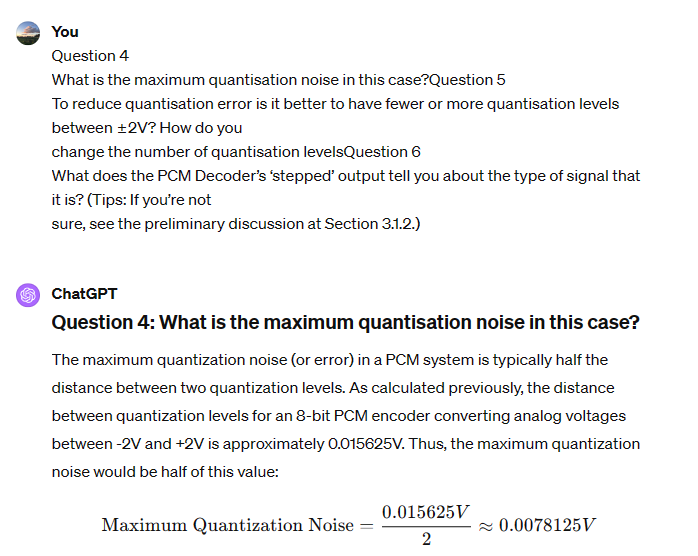 You
Question 4
What is the maximum quantisation noise in this case?Question 5
To reduce quantisation error is it better to have fewer or more quantisation levels
between ±2V? How do you
change the number of quantisation levelsQuestion 6
What does the PCM Decoder's 'stepped' output tell you about the type of signal that
it is? (Tips: If you're not
sure, see the preliminary discussion at Section 3.1.2.)
ChatGPT
Question 4: What is the maximum quantisation noise in this case?
The maximum quantization noise (or error) in a PCM system is typically half the
distance between two quantization levels. As calculated previously, the distance
between quantization levels for an 8-bit PCM encoder converting analog voltages
between -2V and +2V is approximately 0.015625V. Thus, the maximum quantization
noise would be half of this value:
Maximum Quantization Noise = 0.015625V / 2 ≈ 0.0078125V